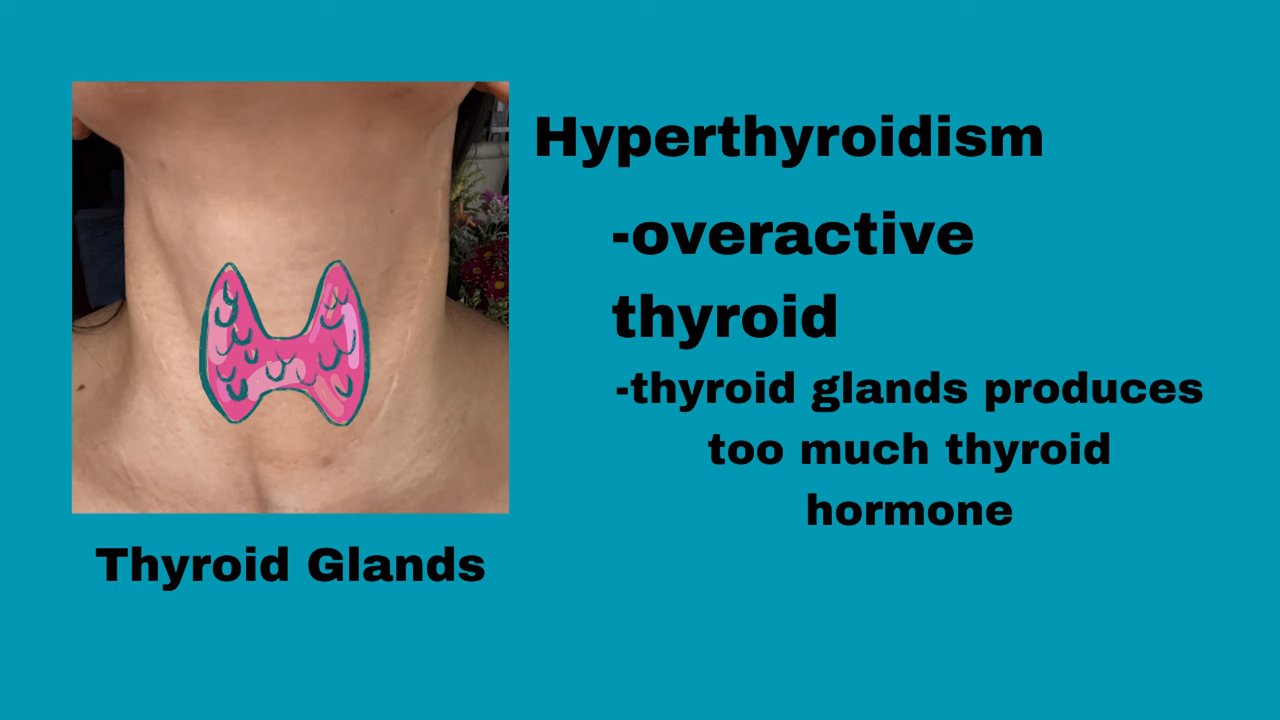 Hyperthyroidism
-overactive
thyroid
-thyroid glands produces
too much thyroid
hormone
Thyroid Glands